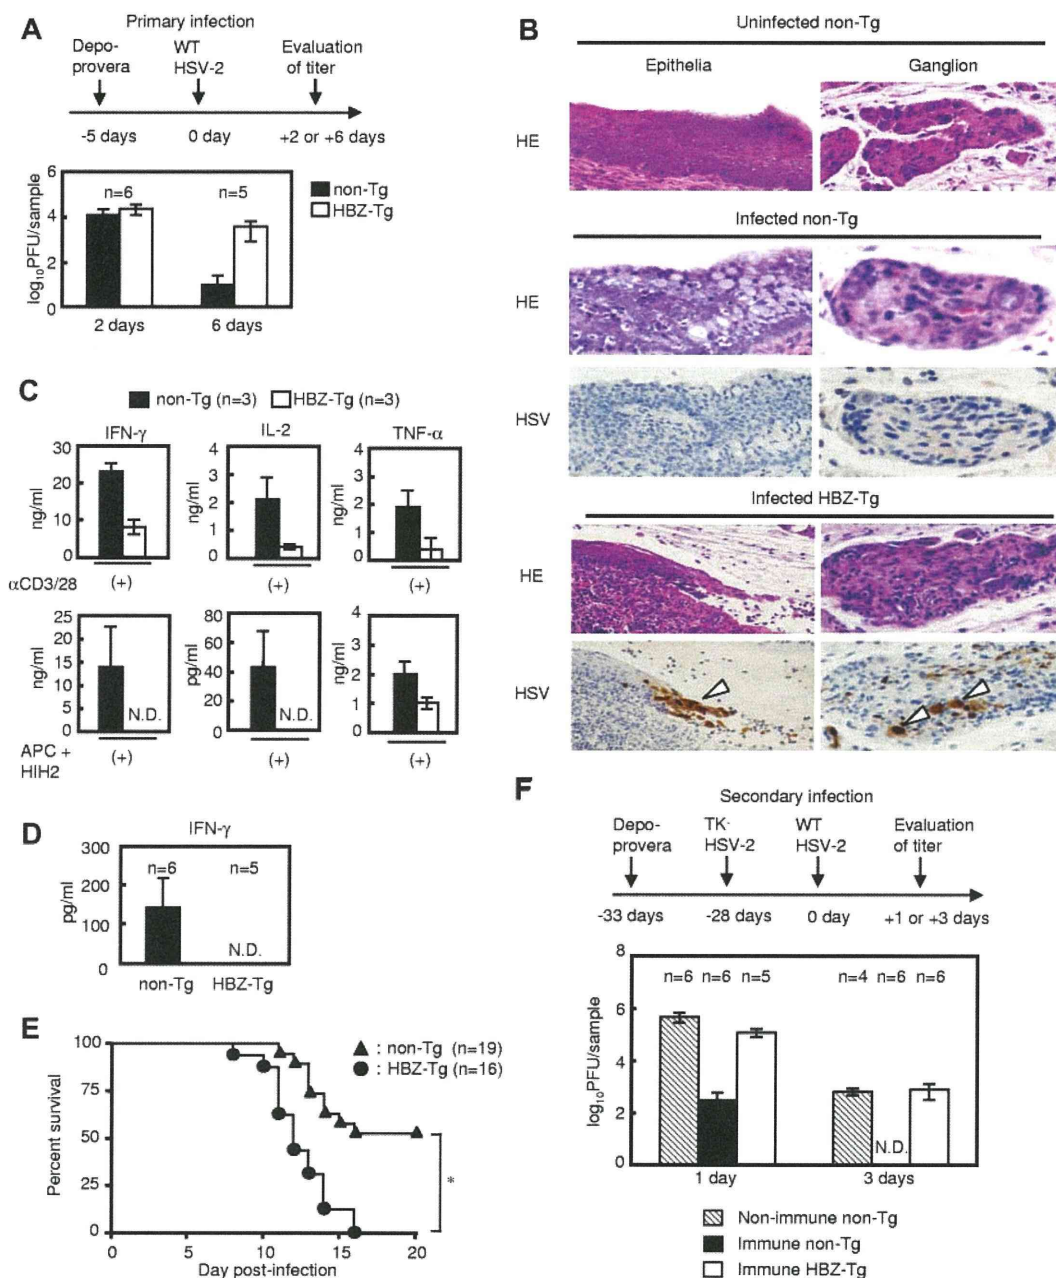 A
Primary infection
Depo-
provera
WT
HSV-2
Evaluation
of titer
-5 days
0 day
+2 or +6 days
log10PFU/sample
6
4
2
0
n=6
n=5
non-Tg
HBZ-Tg
2 days
6 days
B
Uninfected non-Tg
Epithelia
Ganglion
HE
Infected non-Tg
HE
HSV
Infected HBZ-Tg
HE
HSV
C
non-Tg (n=3)
HBZ-Tg (n=3)
IFN-γ
IL-2
TNF-α
ng/ml
30
20
10
0
ng/ml
4
3
2
1
0
ng/ml
4
3
2
1
0
αCD3/28
(+)
(+)
(+)
ng/ml
25
20
15
10
5
0
N.D.
pg/ml
80
60
40
20
0
N.D.
ng/ml
4
3
2
1
0
APC +
HIH2
(+)
(+)
(+)
D
IFN-γ
pg/ml
300
200
100
0
n=6
n=5
N.D.
non-Tg
HBZ-Tg
E
Percent survival
100
75
50
25
0
: non-Tg (n=19)
: HBZ-Tg (n=16)
*
0
5
10
15
20
Day post-infection
F
Secondary infection
Depo-
provera
TK-
HSV-2
WT
HSV-2
Evaluation
of titer
-33 days
-28 days
0 day
+1 or +3 days
log10PFU/sample
8
6
4
2
0
n=6 n=6 n=5
n=4 n=6 n=6
N.D.
1 day
3 days
Non-immune non-Tg
Immune non-Tg
Immune HBZ-Tg